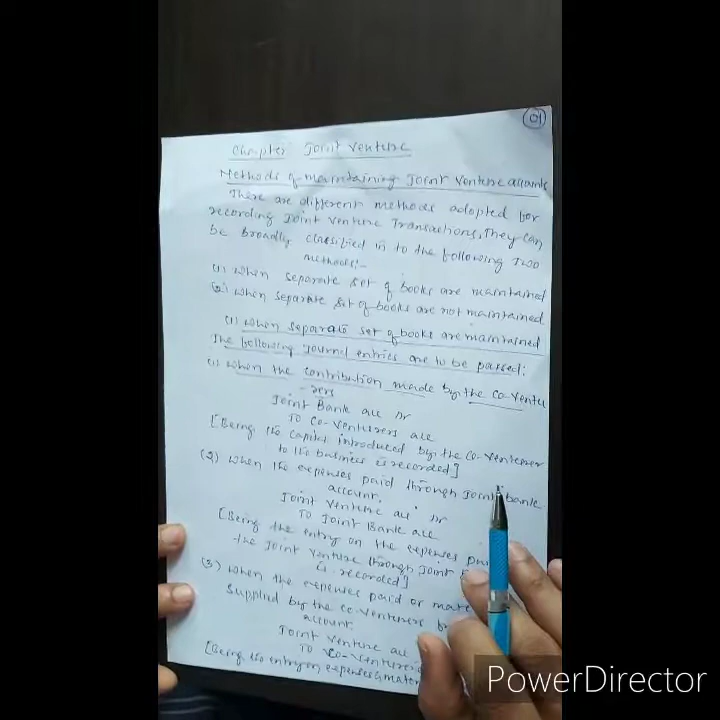 01
Chapter Joint Venture
Methods of maintaining Joint Venture accounts
There are different methods adopted for
recording Joint Venture Transactions, They can
be broadly classified in to the following Two
methods:-
(1) When separate set of books are maintained
(2) When separate set of books are not maintained
(1) When separate set of books are maintained
The following journal entries are to be passed:
(1) When the contribution made by the co-ventu
-rers
Joint Bank a/c Dr
To Co-venturers a/c
[Being the capital introduced by the co-venturer
to the business is recorded]
(2) When the expenses paid through Joint bank
account.
Joint Venture a/c Dr
To Joint Bank a/c
[Being the entry on the expenses
the Joint Venture through Joint
is recorded]
(3) When the expenses paid or
supplied by the co-venturers
account.
Joint Venture a/c
To
[Being the entry on expenses &
PowerDirector